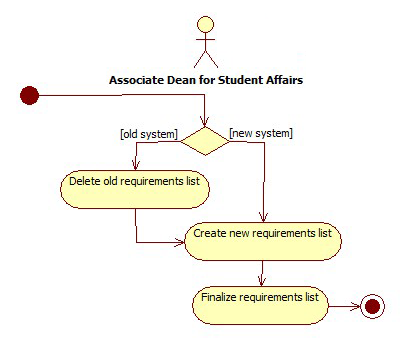 Associate Dean for Student Affairs
[old system]
[new system]
Delete old requirements list
Create new requirements list
Finalize requirements list